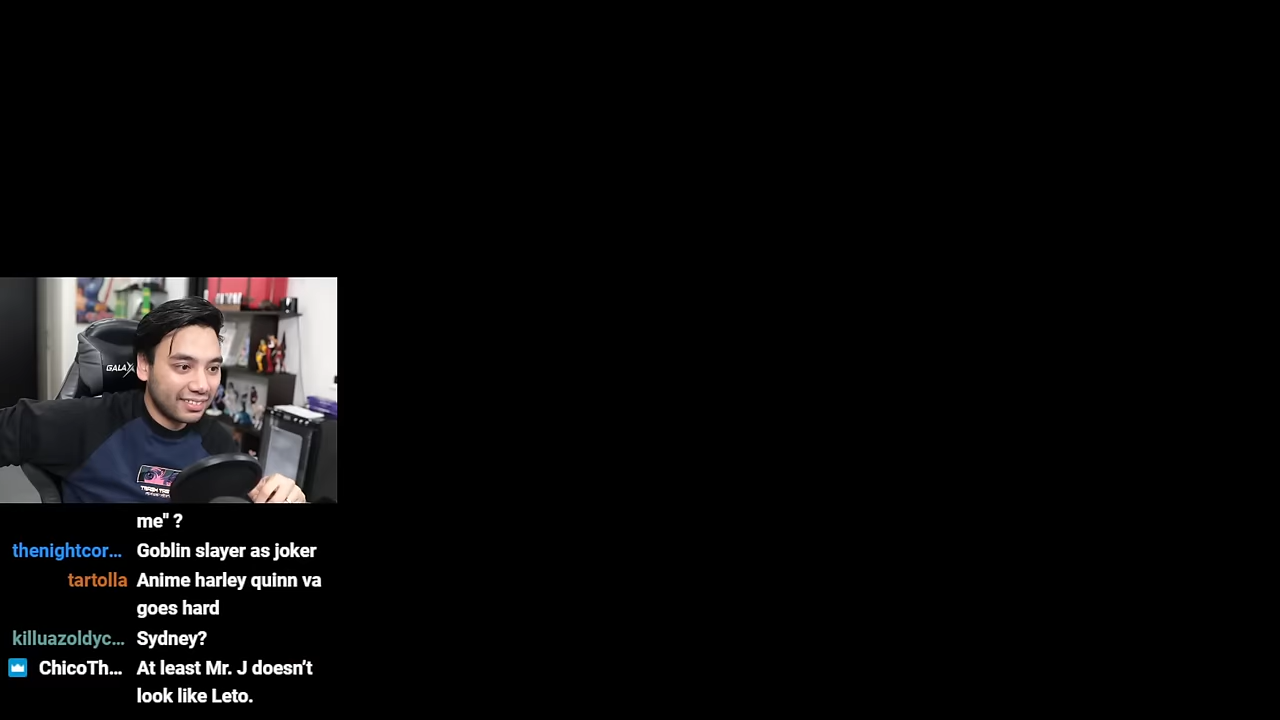 GALAX
me" ?
thenightcor... Goblin slayer as joker
tartolla Anime harley quinn va
goes hard
killuazoldyc... Sydney?
ChicoTh... At least Mr. J doesn't
look like Leto.